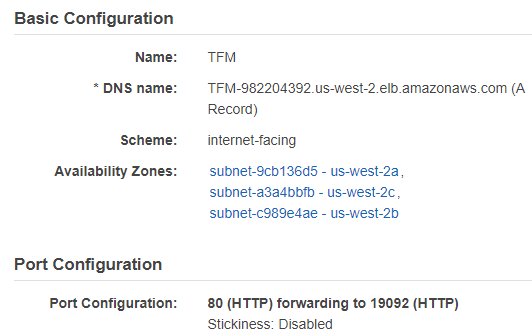 Basic Configuration
Name: TFM
* DNS name: TFM-982204392.us-west-2.elb.amazonaws.com (A
Record)
Scheme: internet-facing
Availability Zones: subnet-9cb136d5 - us-west-2a,
subnet-a3a4bbfb - us-west-2c,
subnet-c989e4ae - us-west-2b
Port Configuration
Port Configuration: 80 (HTTP) forwarding to 19092 (HTTP)
Stickiness: Disabled